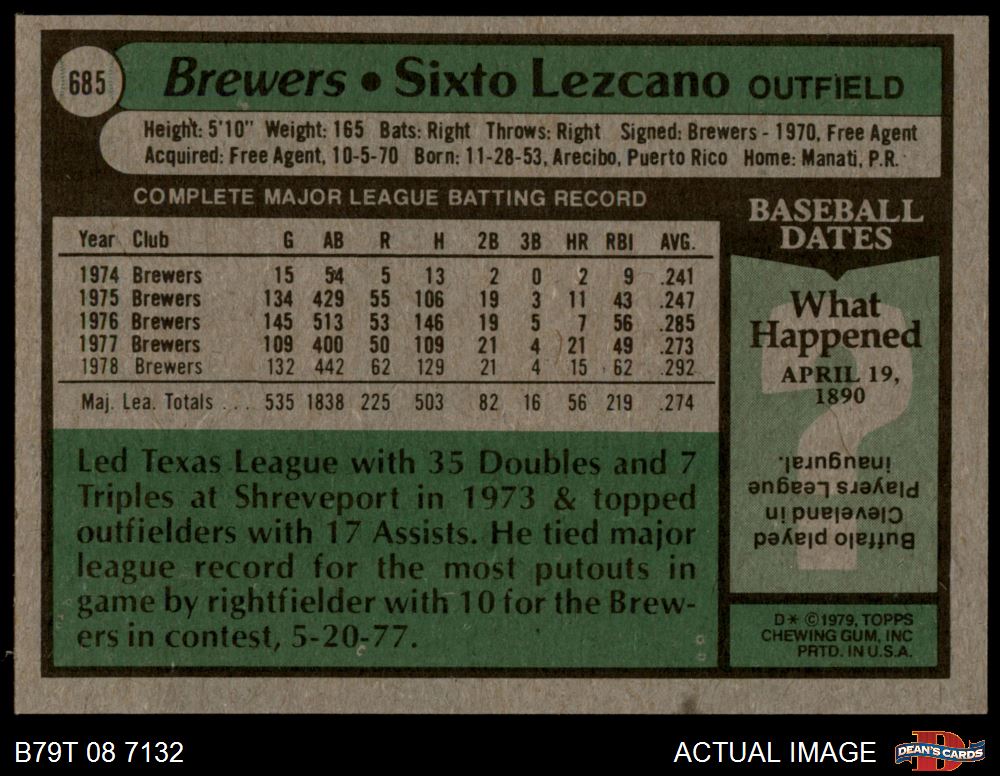 685
Brewers • Sixto Lezcano OUTFIELD
Height: 5'10" Weight: 165 Bats: Right Throws: Right Signed: Brewers - 1970, Free Agent
Acquired: Free Agent, 10-5-70 Born: 11-28-53, Arecibo, Puerto Rico Home: Manati, P.R.
COMPLETE MAJOR LEAGUE BATTING RECORD
Year Club G AB R H 2B 3B HR RBI AVG.
1974 Brewers 15 54 5 13 2 0 2 9 .241
1975 Brewers 134 429 55 106 19 3 11 43 .247
1976 Brewers 145 513 53 146 19 5 7 56 .285
1977 Brewers 109 400 50 109 21 4 21 49 .273
1978 Brewers 132 442 62 129 21 4 15 62 .292
Maj. Lea. Totals ... 535 1838 225 503 82 16 56 219 .274
Led Texas League with 35 Doubles and 7
Triples at Shreveport in 1973 & topped
outfielders with 17 Assists. He tied major
league record for the most putouts in
game by rightfielder with 10 for the Brew-
ers in contest, 5-20-77.
BASEBALL
DATES
What
Happened
APRIL 19,
1890
?
Buffalo played
Cleveland in
Players League
inaugural.
D* ©1979, TOPPS
CHEWING GUM, INC
PRTD. IN U.S.A.
B79T 08 7132
ACTUAL IMAGE
D
DEAN'S CARDS